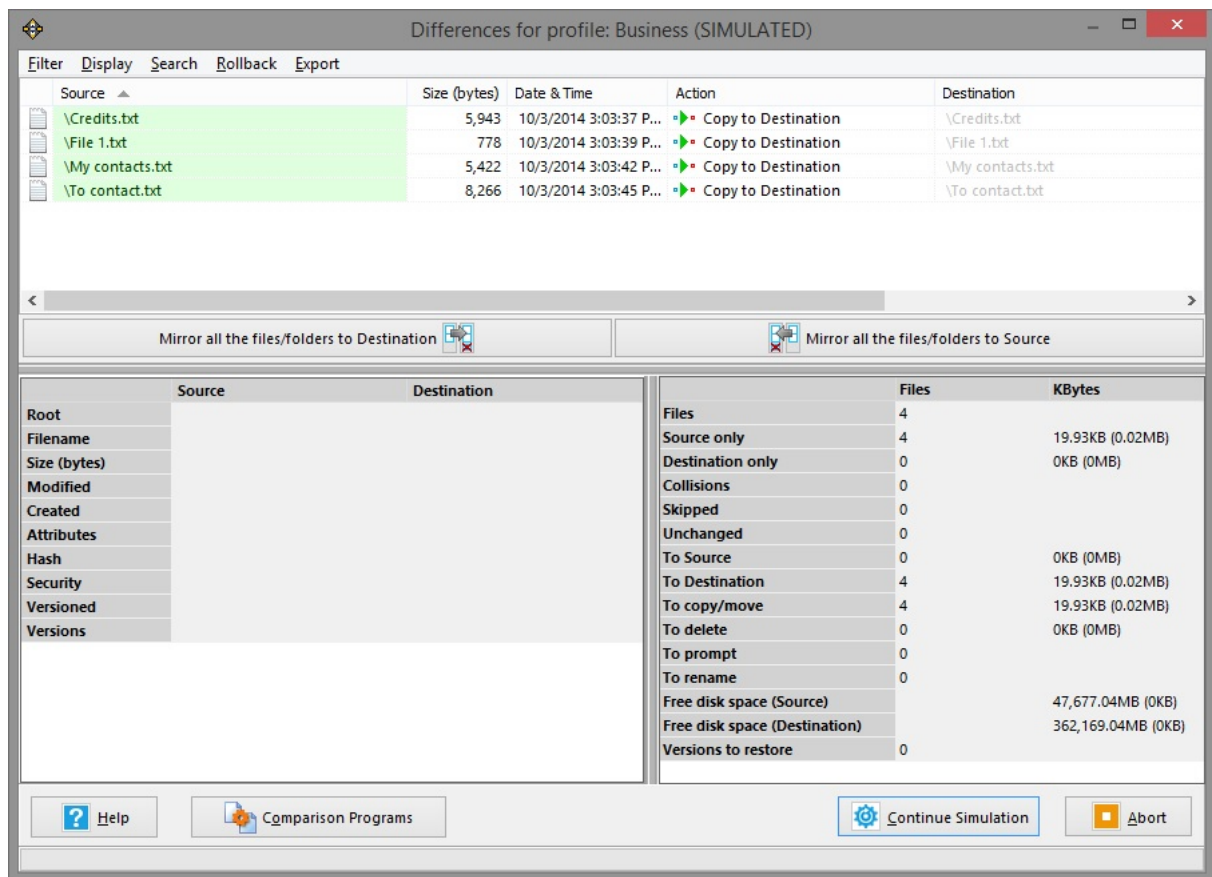 Differences for profile: Business (SIMULATED)
Filter Display Search Rollback Export
Source Size (bytes) Date & Time Action Destination
\Credits.txt 5,943 10/3/2014 3:03:37 P... Copy to Destination \Credits.txt
\File 1.txt 778 10/3/2014 3:03:39 P... Copy to Destination \File 1.txt
\My contacts.txt 5,422 10/3/2014 3:03:42 P... Copy to Destination \My contacts.txt
\To contact.txt 8,266 10/3/2014 3:03:45 P... Copy to Destination \To contact.txt
Mirror all the files/folders to Destination Mirror all the files/folders to Source
Source Destination
Root
Filename
Size (bytes)
Modified
Created
Attributes
Hash
Security
Versioned
Versions
Files KBytes
Files 4
Source only 4 19.93KB (0.02MB)
Destination only 0 0KB (0MB)
Collisions 0
Skipped 0
Unchanged 0
To Source 0 0KB (0MB)
To Destination 4 19.93KB (0.02MB)
To copy/move 4 19.93KB (0.02MB)
To delete 0 0KB (0MB)
To prompt 0
To rename 0
Free disk space (Source) 47,677.04MB (0KB)
Free disk space (Destination) 362,169.04MB (0KB)
Versions to restore 0
? Help Comparison Programs Continue Simulation Abort